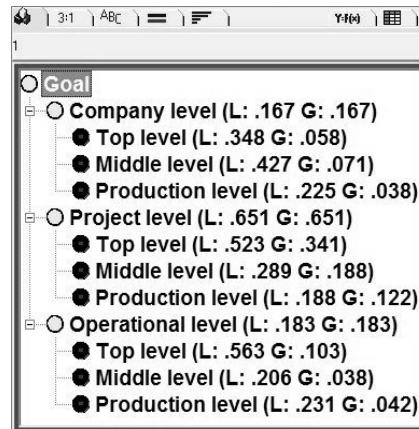 3:1 ABC Y=F(x)
1
Goal
Company level (L: .167 G: .167)
Top level (L: .348 G: .058)
Middle level (L: .427 G: .071)
Production level (L: .225 G: .038)
Project level (L: .651 G: .651)
Top level (L: .523 G: .341)
Middle level (L: .289 G: .188)
Production level (L: .188 G: .122)
Operational level (L: .183 G: .183)
Top level (L: .563 G: .103)
Middle level (L: .206 G: .038)
Production level (L: .231 G: .042)